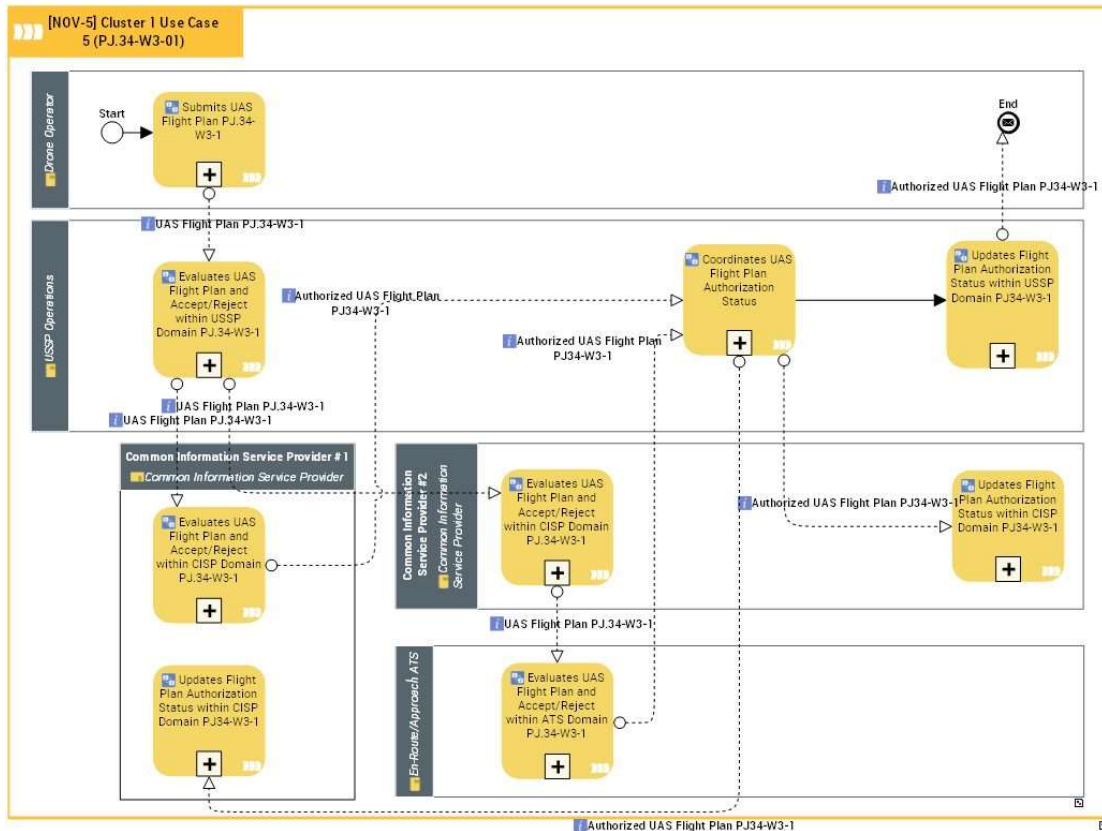 [NOV-5] Cluster 1 Use Case
5 (PJ.34-W3-01)
Drone Operator
Start
Submits UAS
Flight Plan PJ.34-
W3-1
End
Authorized UAS Flight Plan PJ34-W3-1
UAS Flight Plan PJ.34-W3-1
USSP Operations
Evaluates UAS
Flight Plan and
Accept/Reject
within USSP
Domain PJ.34-W3-1
Authorized UAS Flight Plan
PJ34-W3-1
Authorized UAS Flight Plan
PJ34-W3-1
Coordinates UAS
Flight Plan
Authorization
Status
Updates Flight
Plan Authorization
Status within USSP
Domain PJ34-W3-1
UAS Flight Plan PJ.34-W3-1
UAS Flight Plan PJ.34-W3-1
Common Information Service Provider #1
Common Information Service Provider
Evaluates UAS
Flight Plan and
Accept/Reject
within CISP Domain
PJ.34-W3-1
Updates Flight
Plan Authorization
Status within CISP
Domain PJ34-W3-1
Common Information
Service Provider #2
Common Information
Service Provider
Evaluates UAS
Flight Plan and
Accept/Reject
within CISP Domain
PJ.34-W3-1
Authorized UAS Flight Plan PJ34-W3-1
Updates Flight
Plan Authorization
Status within CISP
Domain PJ34-W3-1
UAS Flight Plan PJ.34-W3-1
En-Route/Approach ATS
Evaluates UAS
Flight Plan and
Accept/Reject
within ATS Domain
PJ.34-W3-1
Authorized UAS Flight Plan PJ34-W3-1